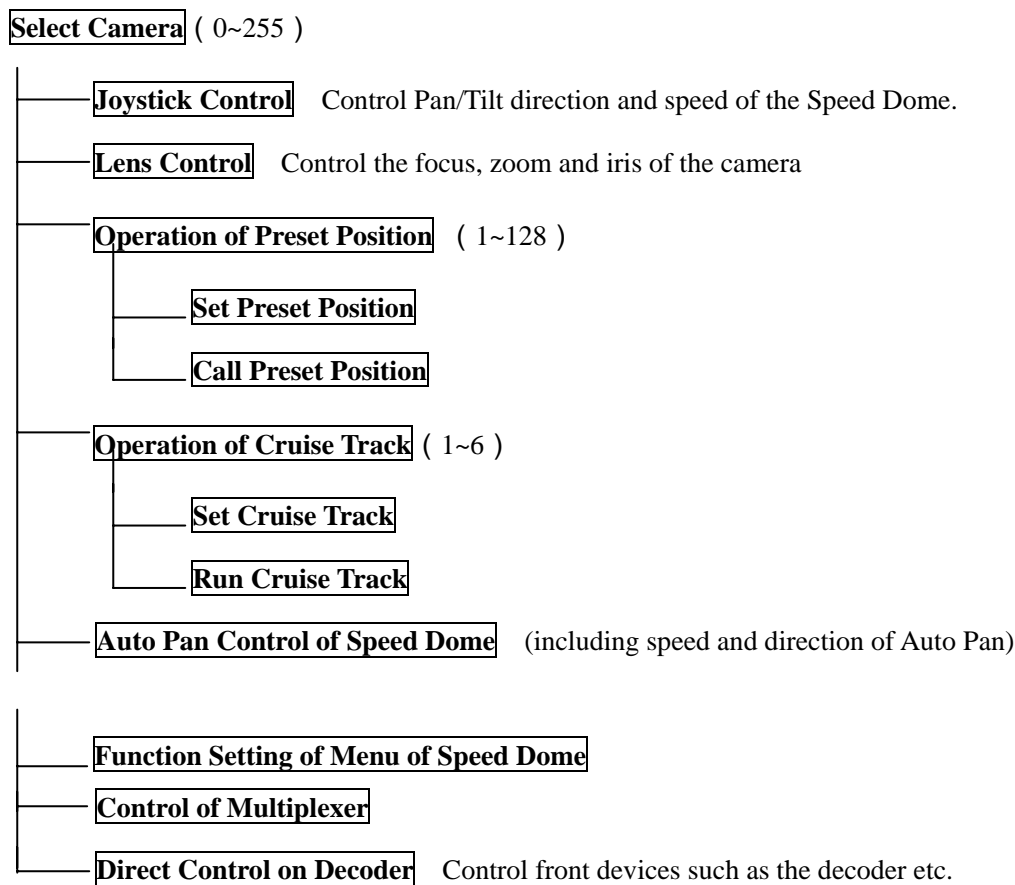 Select Camera ( 0~255 )
Joystick Control Control Pan/Tilt direction and speed of the Speed Dome.
Lens Control Control the focus, zoom and iris of the camera
Operation of Preset Position ( 1~128 )
Set Preset Position
Call Preset Position
Operation of Cruise Track ( 1~6 )
Set Cruise Track
Run Cruise Track
Auto Pan Control of Speed Dome (including speed and direction of Auto Pan)
Function Setting of Menu of Speed Dome
Control of Multiplexer
Direct Control on Decoder Control front devices such as the decoder etc.